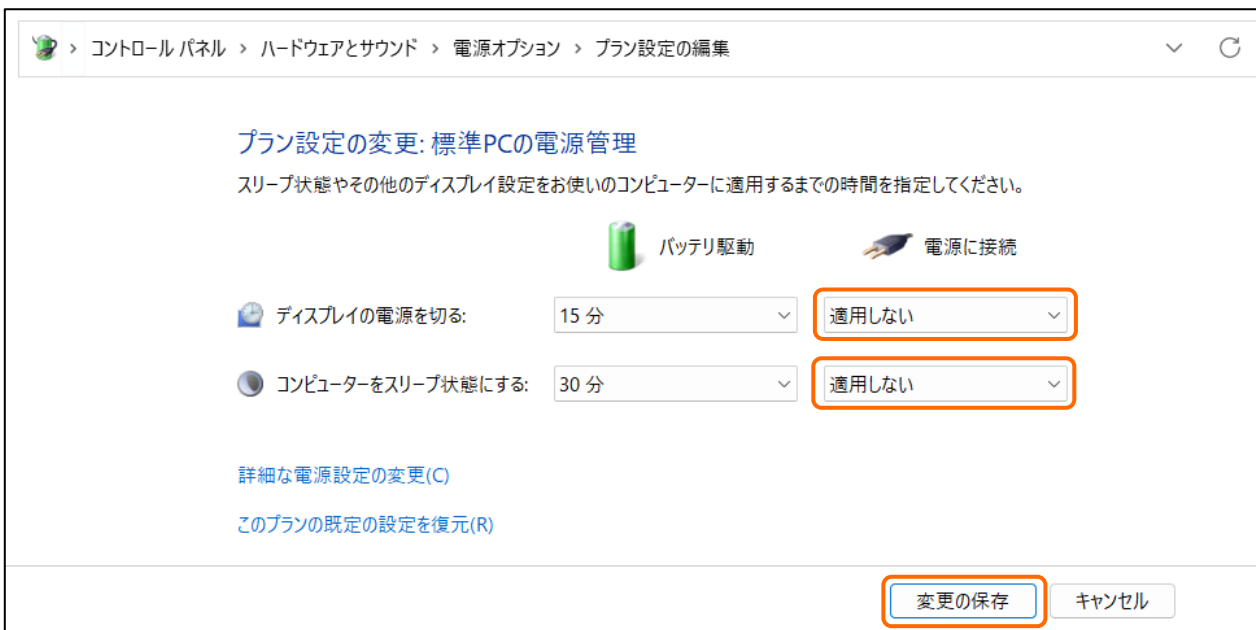 コントロール パネル > ハードウェアとサウンド > 電源オプション > プラン設定の編集
プラン設定の変更: 標準PCの電源管理
スリープ状態やその他のディスプレイ設定をお使いのコンピューターに適用するまでの時間を指定してください。
バッテリ駆動 電源に接続
ディスプレイの電源を切る: 15 分 適用しない
コンピューターをスリープ状態にする: 30 分 適用しない
詳細な電源設定の変更(C)
このプランの既定の設定を復元(R)
変更の保存 キャンセル